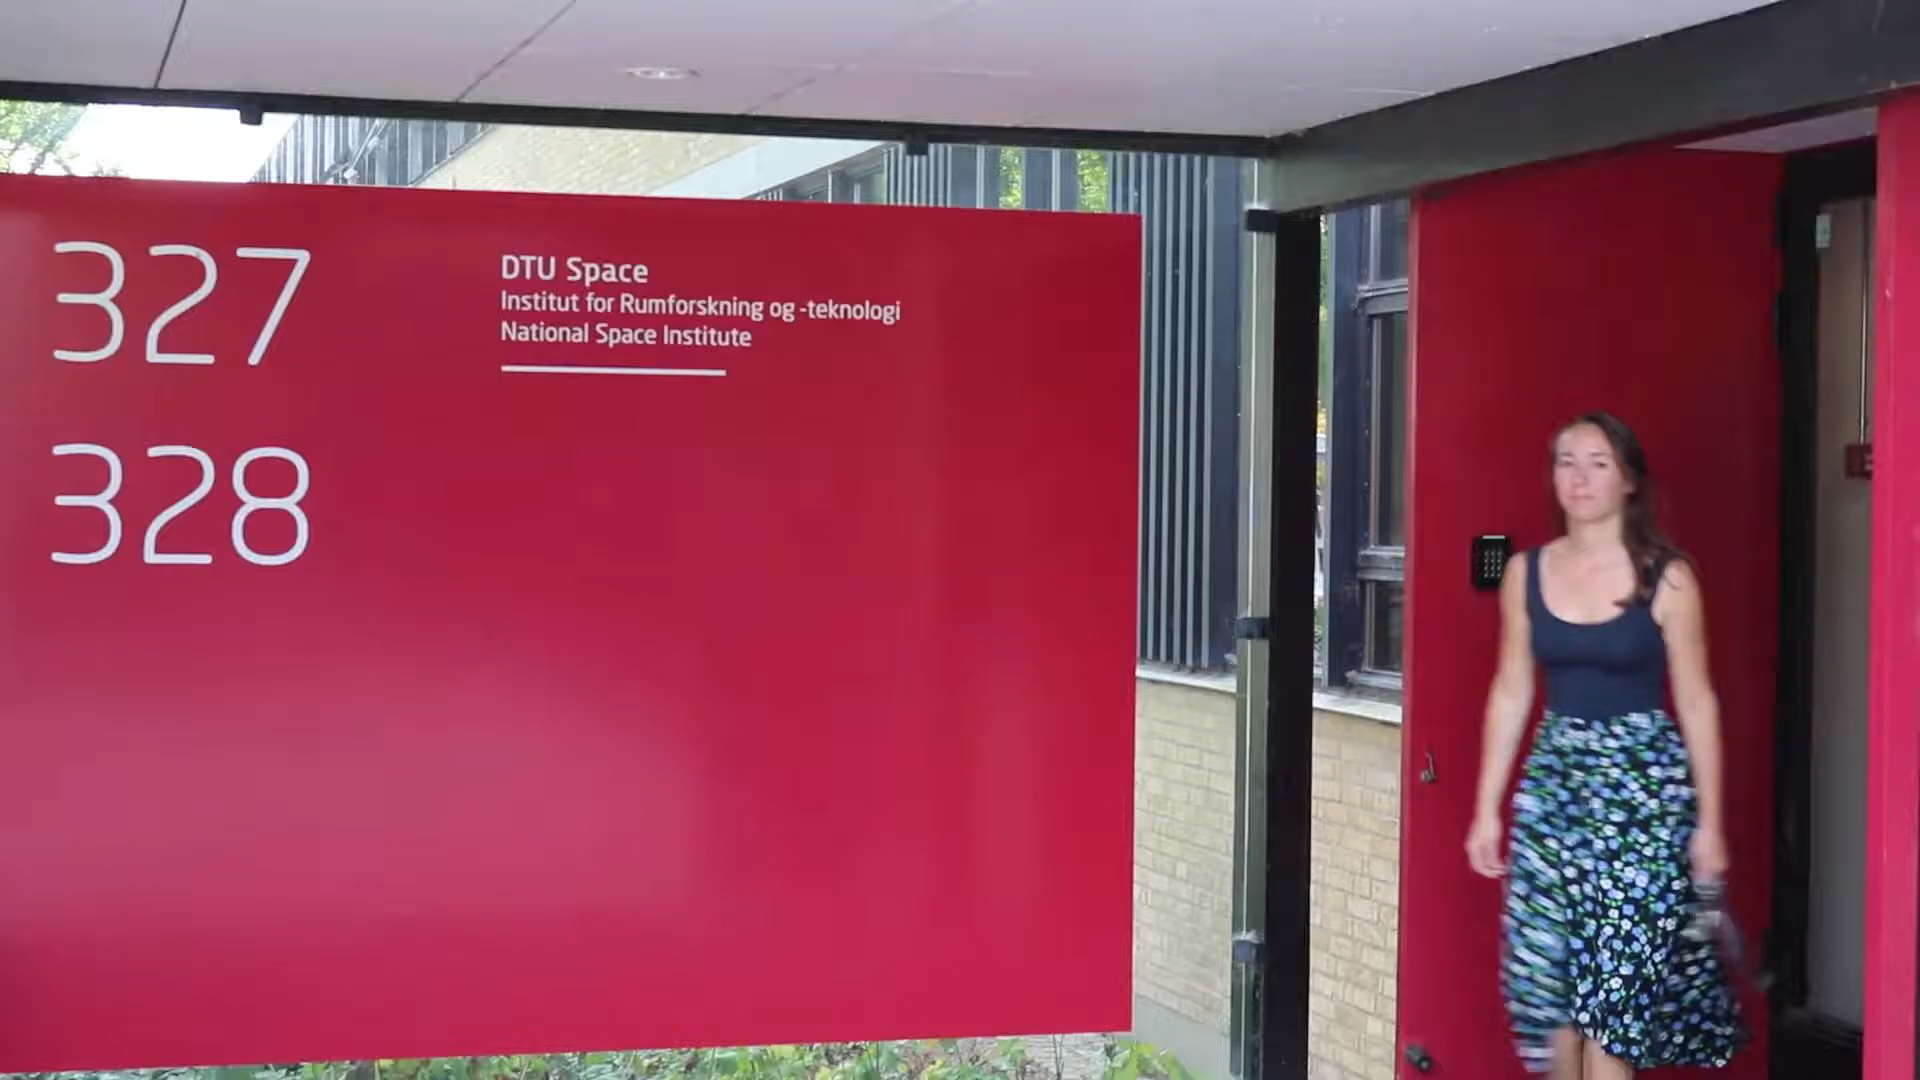 327
DTU Space
Institut for Rumforskning og -teknologi
National Space Institute
328